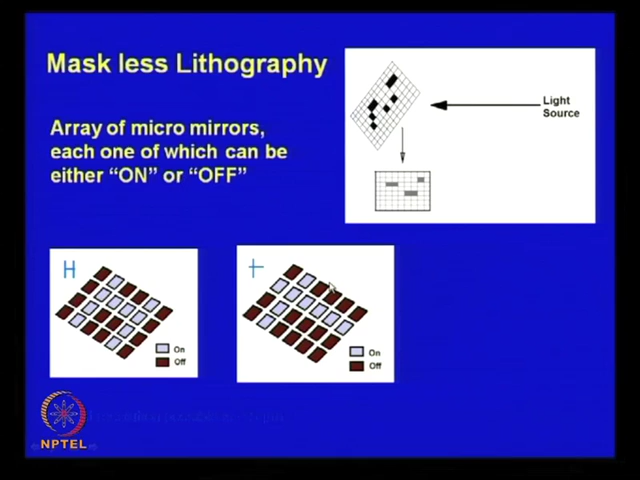 Mask less Lithography
Array of micro mirrors,
each one of which can be
either "ON" or "OFF"
Light
Source
H
On
Off
On
Off
NPTEL